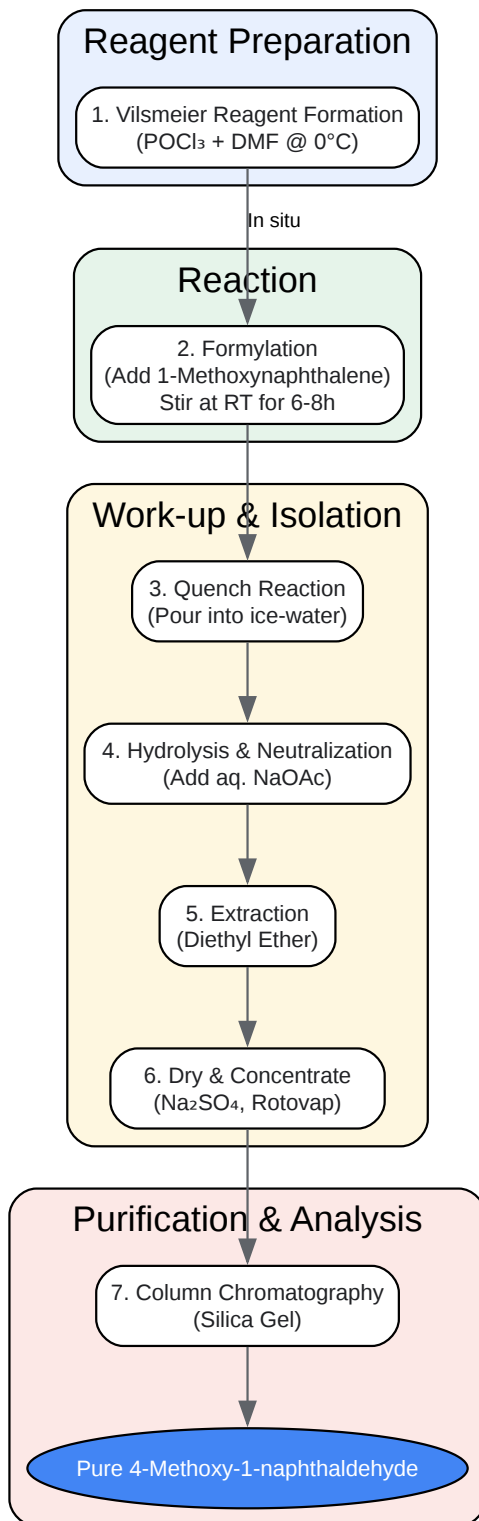 Reagent Preparation
1. Vilsmeier Reagent Formation
(POCl₃ + DMF @ 0°C)
In situ
Reaction
2. Formylation
(Add 1-Methoxynaphthalene)
Stir at RT for 6-8h
Work-up & Isolation
3. Quench Reaction
(Pour into ice-water)
4. Hydrolysis & Neutralization
(Add aq. NaOAc)
5. Extraction
(Diethyl Ether)
6. Dry & Concentrate
(Na₂SO₄, Rotovap)
Purification & Analysis
7. Column Chromatography
(Silica Gel)
Pure 4-Methoxy-1-naphthaldehyde